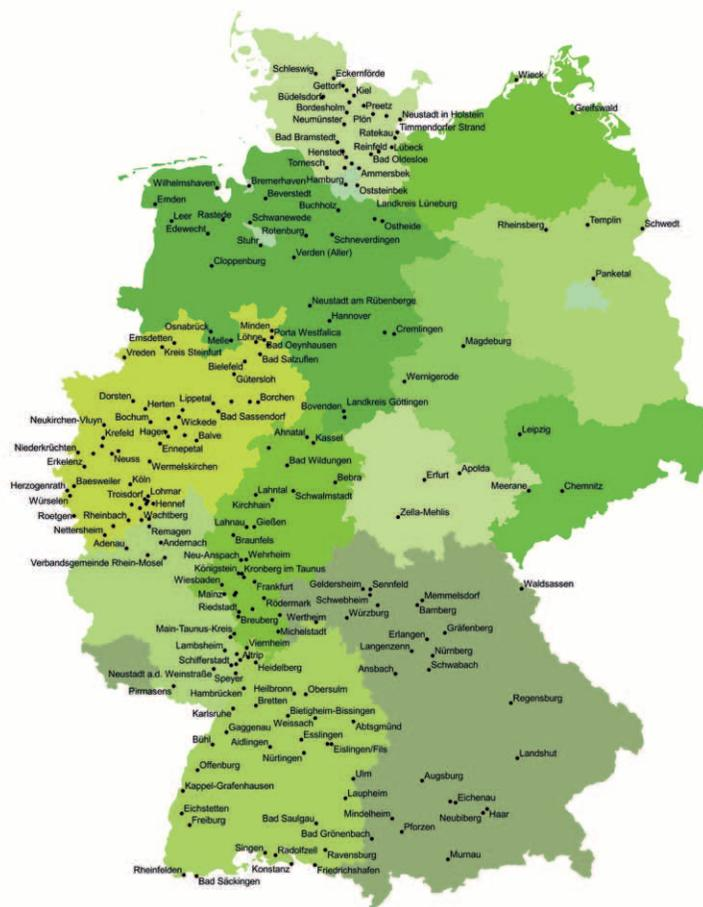 Schleswig
Eckernförde
Gettorf
Kiel
Wieck
Büdelsdorf
Bordesholm
Preetz
Greifswald
Neumünster
Plön
Neustadt in Holstein
Timmendorfer Strand
Ratekau
Bad Bramstedt
Reinfeld
Lübeck
Henstedt
Bad Oldesloe
Tornesch
Ammersbek
Hamburg
Oststeinbek
Wilhelmshaven
Bremerhaven
Beverstedt
Emden
Buchholz
Landkreis Lüneburg
Leer
Rastede
Schwanewede
Ostheide
Templin
Schwedt
Edewecht
Rotenburg
Schneverdingen
Rheinsberg
Stuhr
Verden (Aller)
Cloppenburg
Panketal
Neustadt am Rübenberge
Hannover
Osnabrück
Minden
Porta Westfalica
Cremlingen
Emsdetten
Melle
Löhne
Bad Oeynhausen
Magdeburg
Vreden
Kreis Steinfurt
Bad Salzuflen
Bielefeld
Gütersloh
Wernigerode
Dorsten
Herten
Lippetal
Borchen
Bovenden
Landkreis Göttingen
Bochum
Bad Sassendorf
Neukirchen-Vluyn
Wickede
Krefeld
Hagen
Balve
Ahnatal
Kassel
Leipzig
Niederkrüchten
Ennepetal
Neuss
Erkelenz
Wermelskirchen
Bad Wildungen
Bebra
Erfurt
Apolda
Herzogenrath
Baesweiler
Köln
Lohmar
Troisdorf
Lahntal
Schwalmstadt
Meerane
Chemnitz
Würselen
Hennef
Kirchhain
Roetgen
Rheinbach
Wachtberg
Zella-Mehlis
Nettersheim
Remagen
Lahnau
Gießen
Adenau
Andernach
Braunfels
Verbandsgemeinde Rhein-Mosel
Neu-Anspach
Wehrheim
Königstein
Kronberg im Taunus
Wiesbaden
Frankfurt
Geldersheim
Sennfeld
Waldsassen
Mainz
Rödermark
Schwebheim
Memmelsdorf
Riedstadt
Wertheim
Würzburg
Bamberg
Breuberg
Main-Taunus-Kreis
Michelstadt
Gräfenberg
Viernheim
Erlangen
Lambsheim
Langenzenn
Nürnberg
Schifferstadt
Altrip
Heidelberg
Ansbach
Schwabach
Neustadt a.d. Weinstraße
Speyer
Pirmasens
Hambrücken
Heilbronn
Obersulm
Regensburg
Bretten
Karlsruhe
Bietigheim-Bissingen
Weissach
Abtsgmünd
Gaggenau
Esslingen
Bühl
Aidlingen
Eislingen/Fils
Nürtingen
Landshut
Offenburg
Ulm
Augsburg
Kappel-Grafenhausen
Laupheim
Eichenau
Eichstetten
Mindelheim
Neubiberg
Haar
Freiburg
Bad Saulgau
Pforzen
Bad Grönenbach
Singen
Radolfzell
Ravensburg
Murnau
Rheinfelden
Konstanz
Friedrichshafen
Bad Säckingen